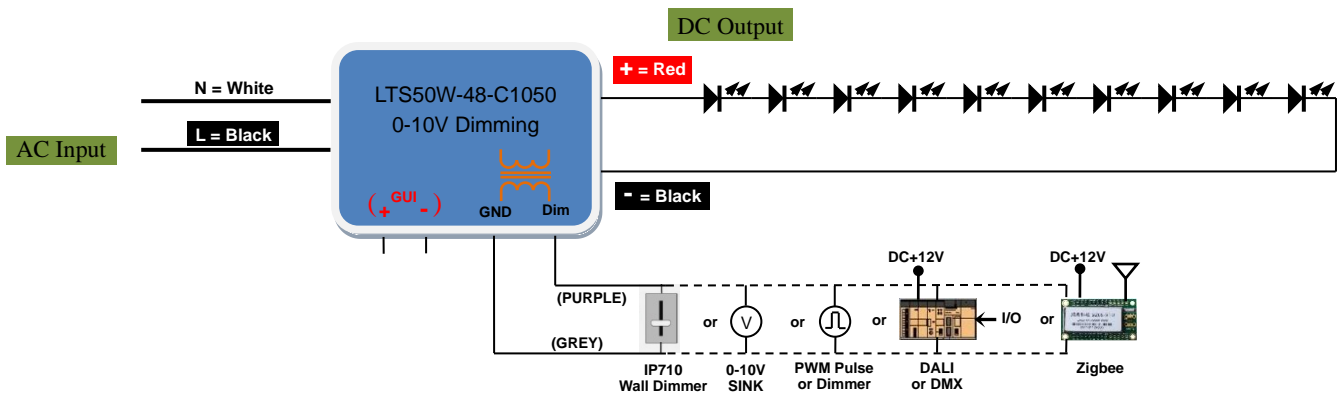 DC Output
+ = Red
N = White
LTS50W-48-C1050
0-10V Dimming
L = Black
AC Input
- = Black
( + GUI - )
GND
Dim
DC+12V
DC+12V
(PURPLE)
or
V
or
or
I/O
or
(GREY)
IP710
Wall Dimmer
0-10V
SINK
PWM Pulse
or Dimmer
DALI
or DMX
Zigbee